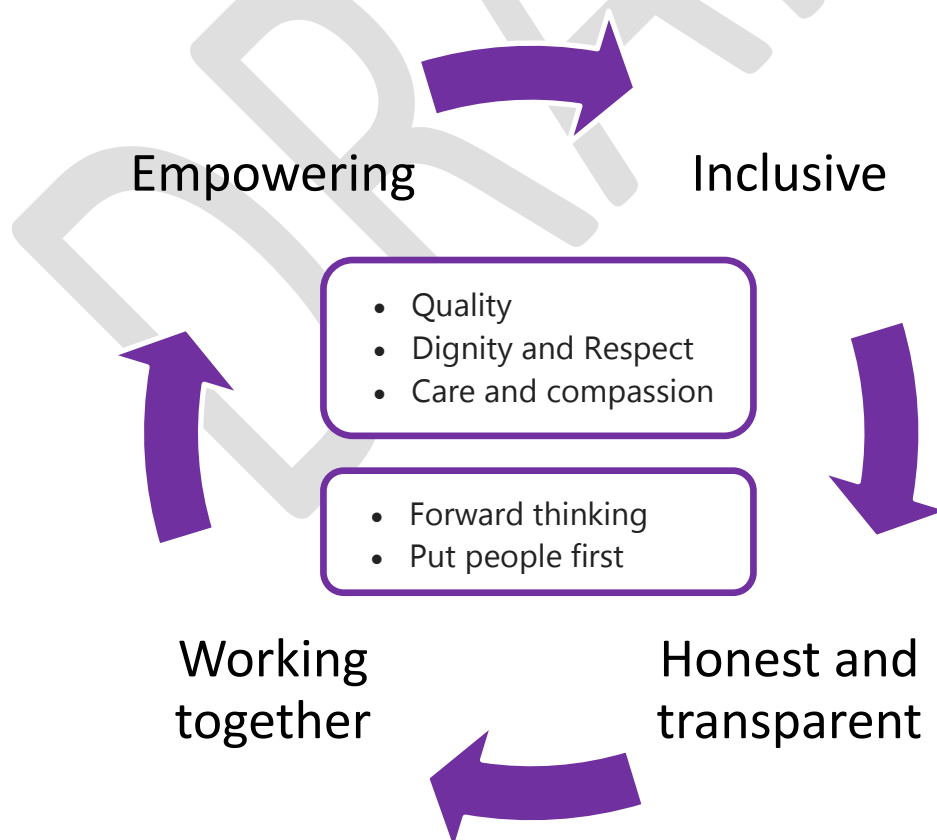 DRAFT
Empowering
Inclusive
• Quality
• Dignity and Respect
• Care and compassion
• Forward thinking
• Put people first
Working
together
Honest and
transparent